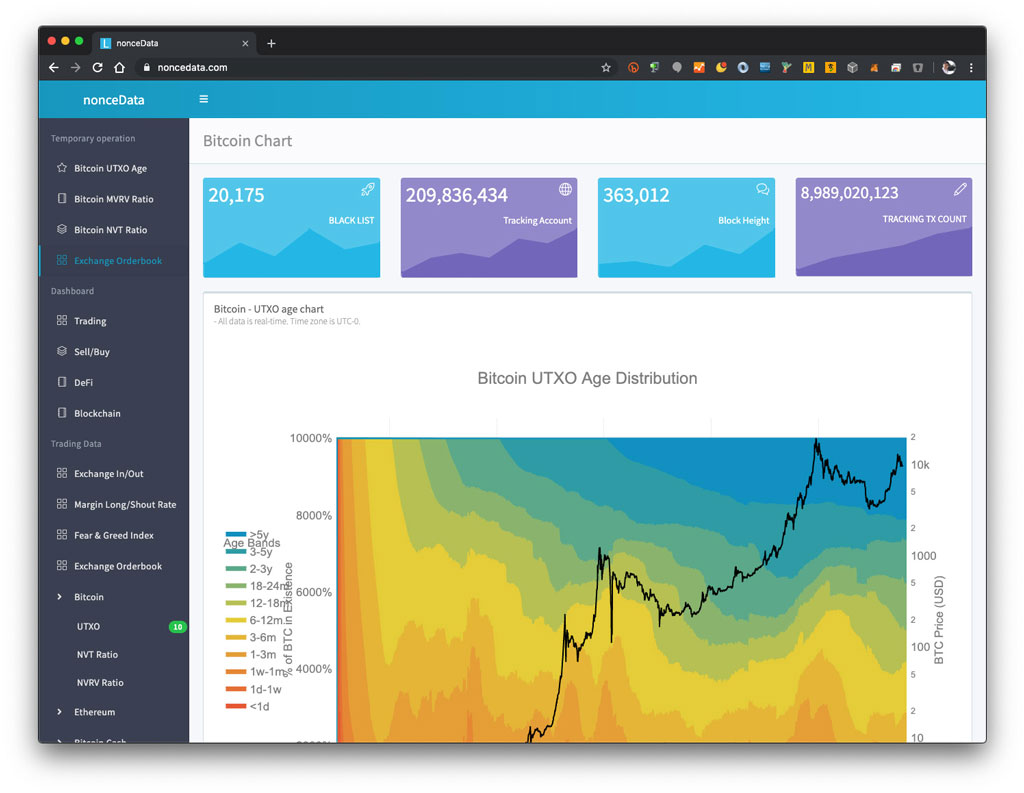 nonceData
noncedata.com
nonceData
Temporary operation
Bitcoin UTXO Age
Bitcoin MVRV Ratio
Bitcoin NVT Ratio
Exchange Orderbook
Dashboard
Trading
Sell/Buy
DeFi
Blockchain
Trading Data
Exchange In/Out
Margin Long/Shout Rate
Fear & Greed Index
Exchange Orderbook
Bitcoin
UTXO
10
NVT Ratio
NVRV Ratio
Ethereum
Bitcoin Cash
Bitcoin Chart
20,175
BLACK LIST
209,836,434
Tracking Account
363,012
Block Height
8,989,020,123
TRACKING TX COUNT
Bitcoin - UTXO age chart
- All data is real-time. Time zone is UTC-0.
Bitcoin UTXO Age Distribution
Age Bands
>5y
3-5y
2-3y
18-24m
12-18m
6-12m
3-6m
1-3m
1w-1m
1d-1w
<1d
% of BTC in Existence
10000%
8000%
6000%
4000%
2
10k
5
2
1000
5
2
100
5
2
10
BTC Price (USD)